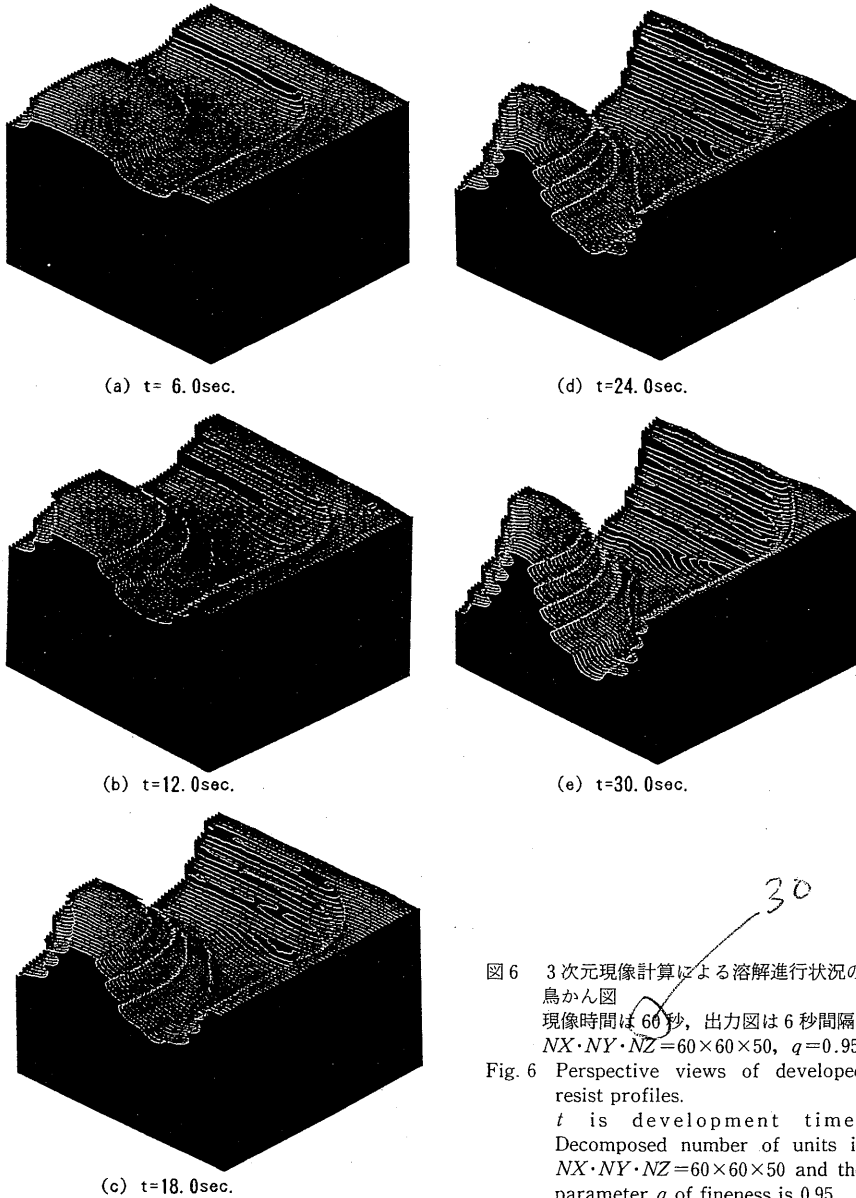 (a) t= 6.0sec.
(d) t=24.0sec.
(b) t=12.0sec.
(e) t=30.0sec.
(c) t=18.0sec.
30
図6 3次元現像計算による溶解進行状況の
鳥かん図
現像時間は60秒，出力図は6秒間隔
NX·NY·NZ=60×60×50, q=0.95
Fig. 6 Perspective views of develope
resist profiles.
t is development time
Decomposed number of units i
NX·NY·NZ=60×60×50 and th
parameter q of fineness is 0.95